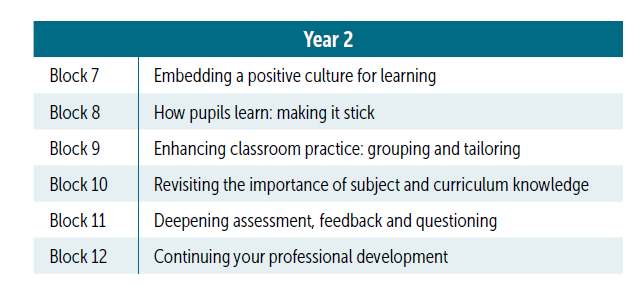 Year 2
Block 7 Embedding a positive culture for learning
Block 8 How pupils learn: making it stick
Block 9 Enhancing classroom practice: grouping and tailoring
Block 10 Revisiting the importance of subject and curriculum knowledge
Block 11 Deepening assessment, feedback and questioning
Block 12 Continuing your professional development